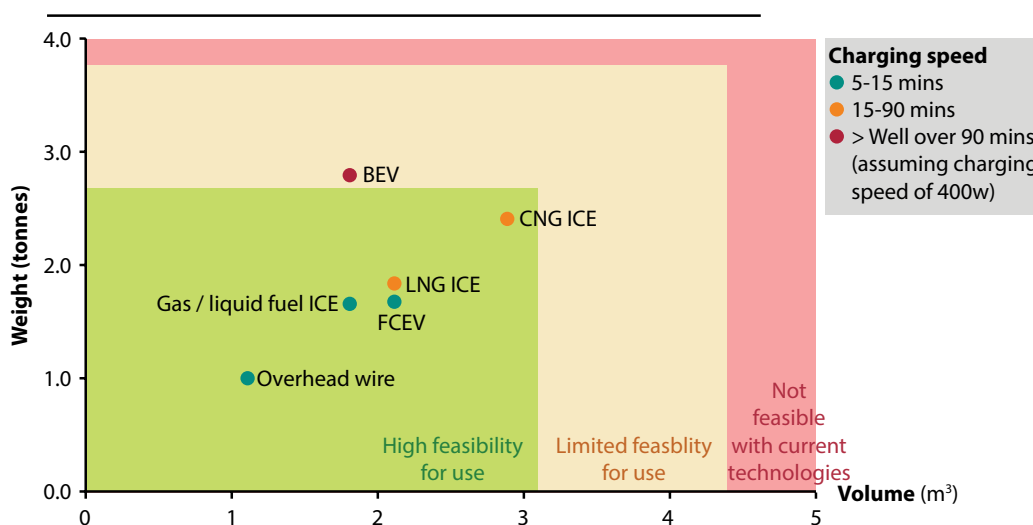 4.0
3.0
2.0
1.0
0.0
Weight (tonnes)
0
1
2
3
4
5
Volume (m³)
BEV
CNG ICE
LNG ICE
Gas / liquid fuel ICE
FCEV
Overhead wire
High feasibility
for use
Limited feasblity
for use
Not
feasible
with current
technologies
Charging speed
5-15 mins
15-90 mins
> Well over 90 mins
(assuming charging
speed of 400w)